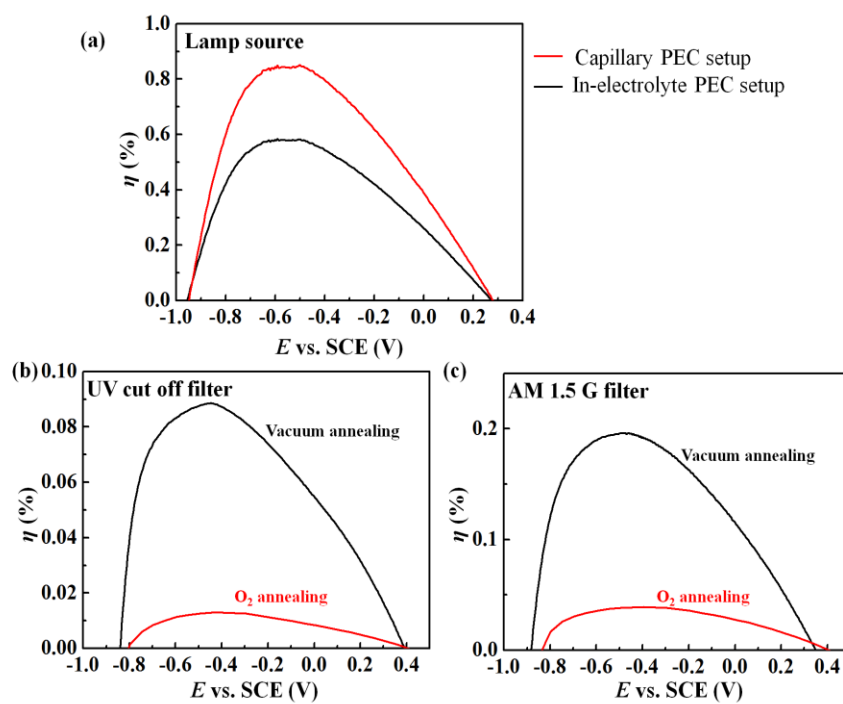 (a)
Lamp source
Capillary PEC setup
In-electrolyte PEC setup
1.0
0.8
0.6
0.4
0.2
0.0
η (%)
-1.0 -0.8 -0.6 -0.4 -0.2 0.0 0.2 0.4
E vs. SCE (V)
(b)
UV cut off filter
0.10
0.08
0.06
0.04
0.02
0.00
η (%)
Vacuum annealing
O₂ annealing
-1.0 -0.8 -0.6 -0.4 -0.2 0.0 0.2 0.4
E vs. SCE (V)
(c)
AM 1.5 G filter
0.2
0.1
0.0
η (%)
Vacuum annealing
O₂ annealing
-1.0 -0.8 -0.6 -0.4 -0.2 0.0 0.2 0.4
E vs. SCE (V)